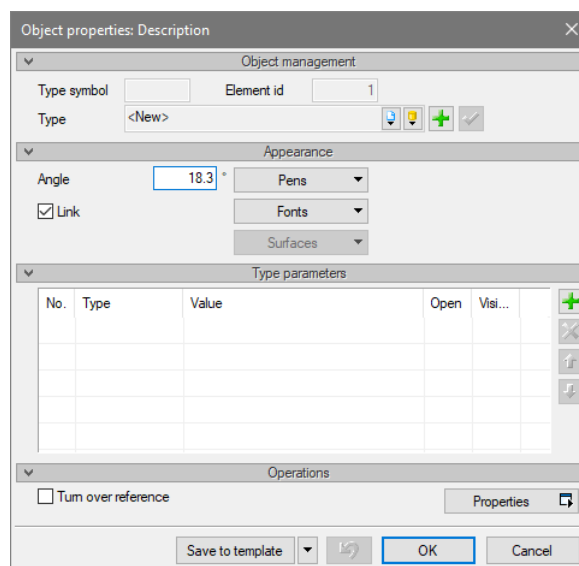 Object properties: Description
Object management
Type symbol Element id 1
Type <New>
Appearance
Angle 18.3 ° Pens
Link Fonts
Surfaces
Type parameters
No. Type Value Open Visi...
Operations
Turn over reference Properties
Save to template OK Cancel